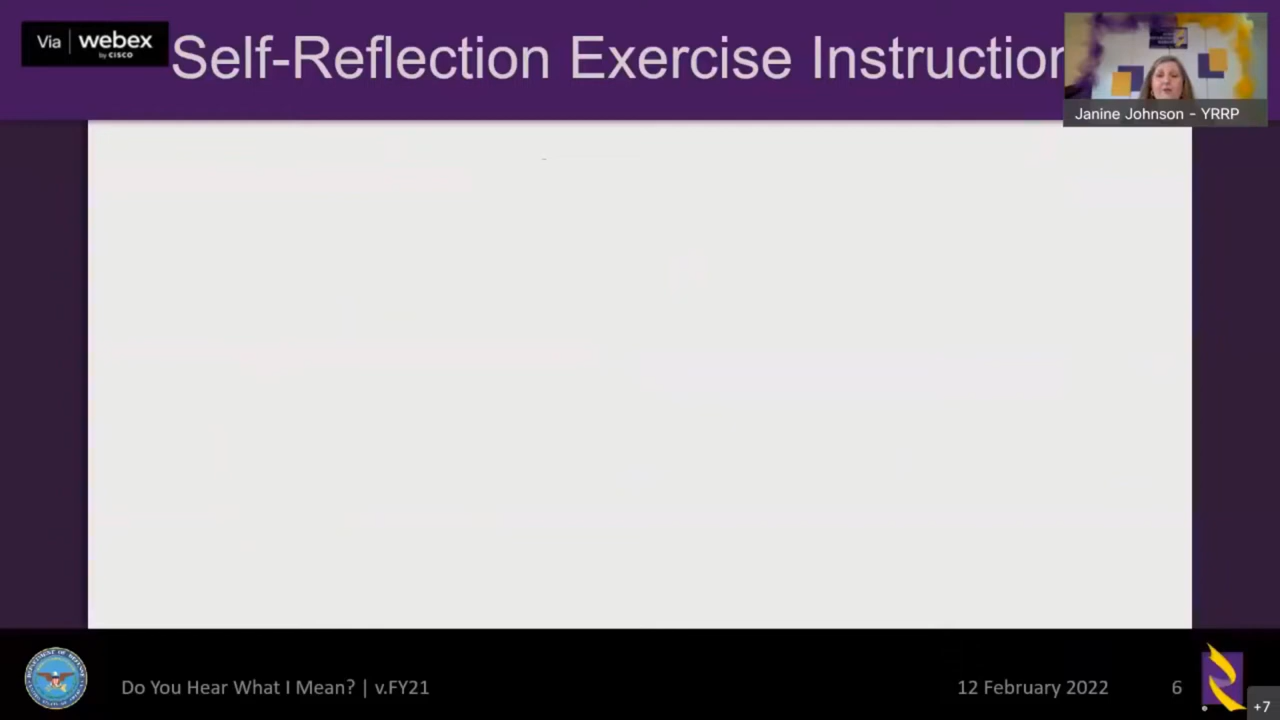 Via webex
by CISCO
Self-Reflection Exercise Instruction
Janine Johnson - YRRP
Do You Hear What I Mean? | v.FY21
12 February 2022
6
+7